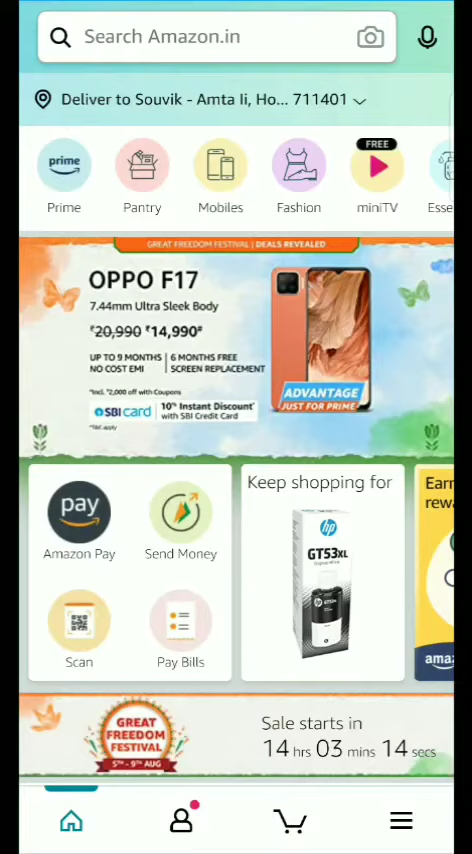 Search Amazon.in
Deliver to Souvik - Amta Ii, Ho... 711401
FREE
prime
Prime
Pantry
Mobiles
Fashion
miniTV
Esse
GREAT FREEDOM FESTIVAL | DEALS REVEALED
OPPO F17
7.44mm Ultra Sleek Body
₹20,990 ₹14,990#
UP TO 9 MONTHS | 6 MONTHS FREE
NO COST EMI | SCREEN REPLACEMENT
*Incl. ₹2,000 off with Coupons
SBI card
10%* Instant Discount*
with SBI Credit Card
*T&C apply
ADVANTAGE
JUST FOR PRIME
pay
Amazon Pay
Send Money
Scan
Pay Bills
Keep shopping for
hp
GT53XL
Earn
rewa
ama
GREAT
FREEDOM
FESTIVAL
5TH - 9TH AUG
Sale starts in
14 hrs 03 mins 14 secs